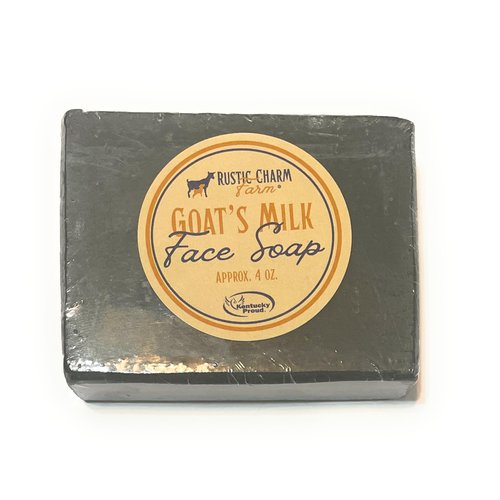 RUSTIC CHARM
Farm®
GOAT'S MILK
Face Soap
APPROX. 4 OZ.
Kentucky
Proud.